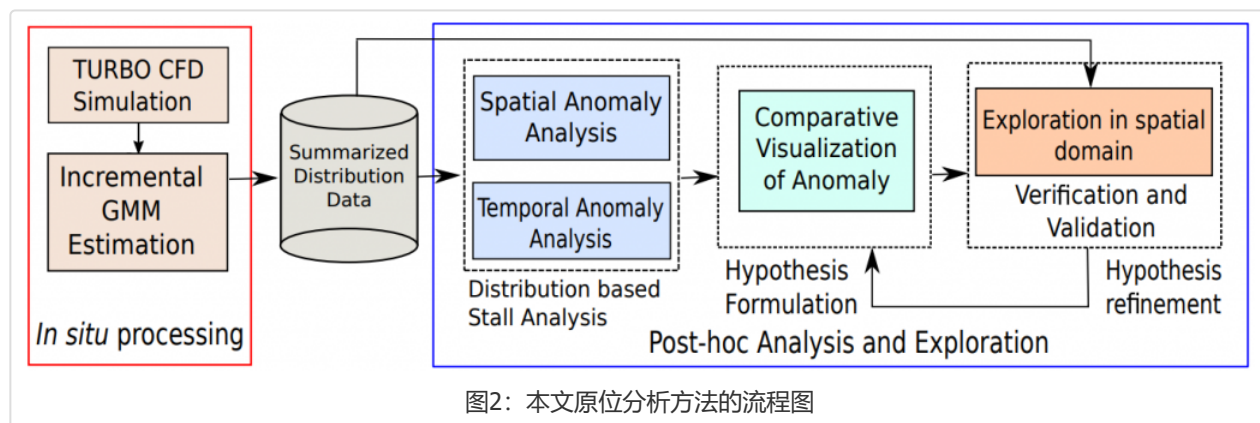 TURBO CFD
Simulation
Incremental
GMM
Estimation
In situ processing
Summarized
Distribution
Data
Spatial Anomaly
Analysis
Temporal Anomaly
Analysis
Distribution based
Stall Analysis
Comparative
Visualization
of Anomaly
Hypothesis
Formulation
Exploration in spatial
domain
Verification and
Validation
Hypothesis
refinement
Post-hoc Analysis and Exploration
图2：本文原位分析方法的流程图